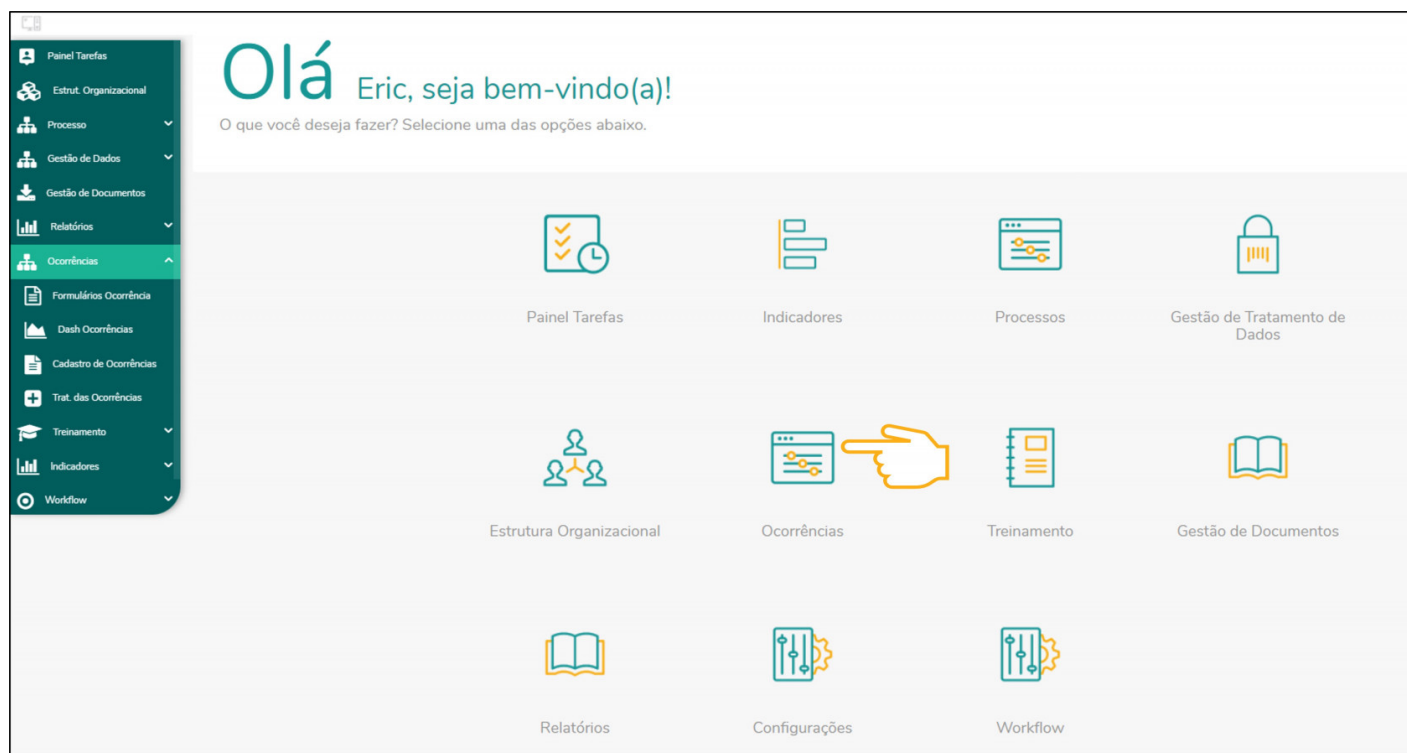 Painel Tarefas
Estrut. Organizacional
Processo
Gestão de Dados
Gestão de Documentos
Relatórios
Ocorrências
Formulários Ocorrência
Dash Ocorrências
Cadastro de Ocorrências
Trat. das Ocorrências
Treinamento
Indicadores
Workflow
Olá Eric, seja bem-vindo(a)!
O que você deseja fazer? Selecione uma das opções abaixo.
Painel Tarefas
Indicadores
Processos
Gestão de Tratamento de
Dados
Estrutura Organizacional
Ocorrências
Treinamento
Gestão de Documentos
Relatórios
Configurações
Workflow